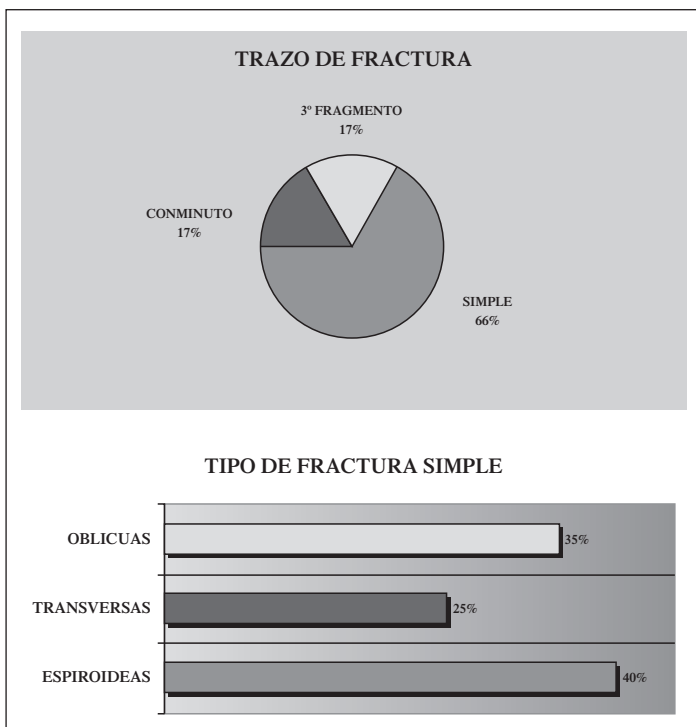 TRAZO DE FRACTURA
3º FRAGMENTO
17%
CONMINUTO
17%
SIMPLE
66%
TIPO DE FRACTURA SIMPLE
OBLICUAS
35%
TRANSVERSAS
25%
ESPIROIDEAS
40%